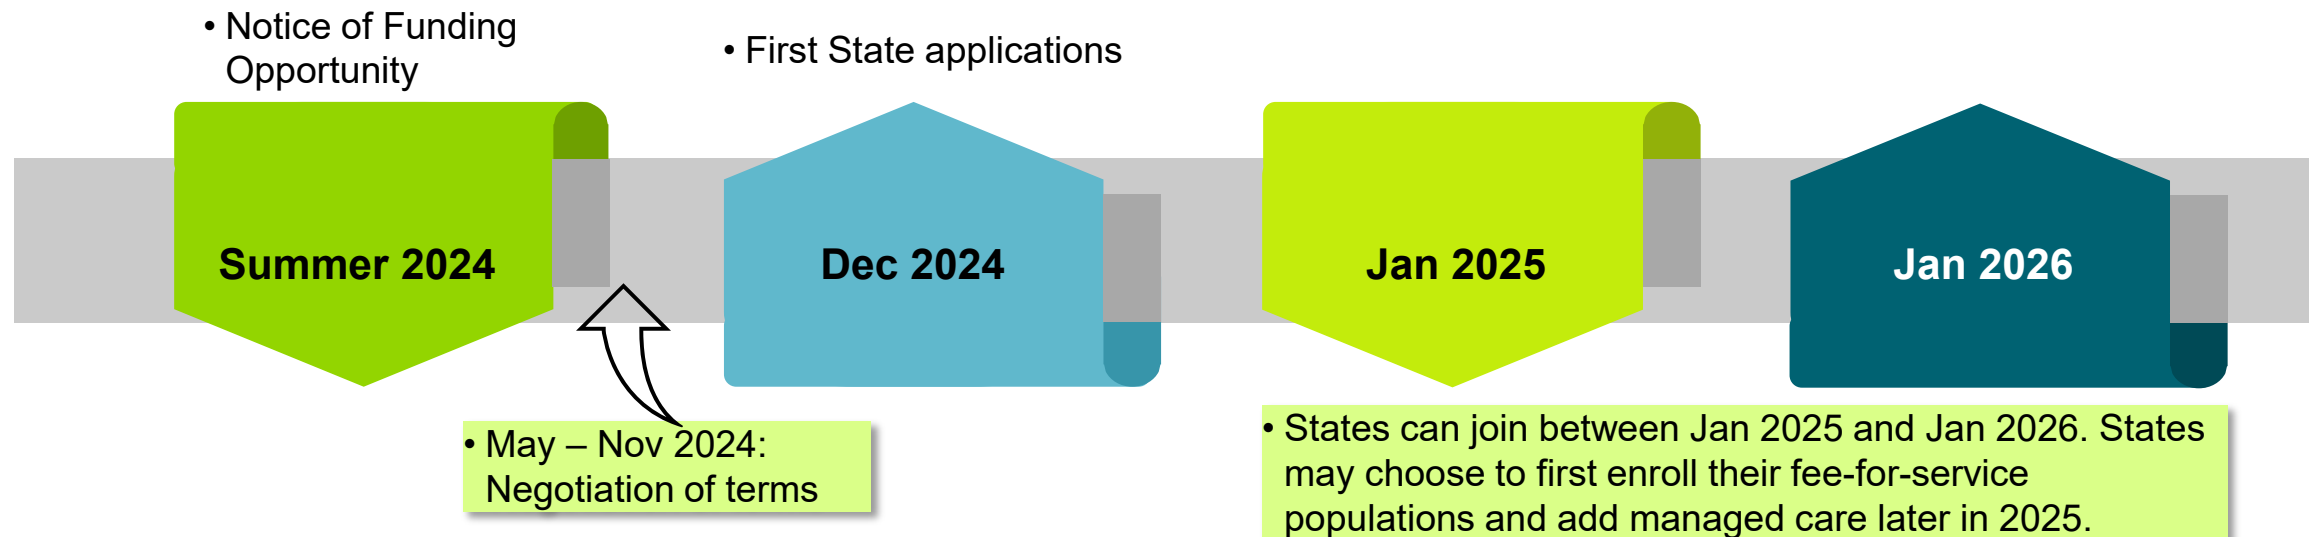 • Notice of Funding
Opportunity
• First State applications
Summer 2024
Dec 2024
Jan 2025
Jan 2026
• May – Nov 2024:
Negotiation of terms
• States can join between Jan 2025 and Jan 2026. States
may choose to first enroll their fee-for-service
populations and add managed care later in 2025.